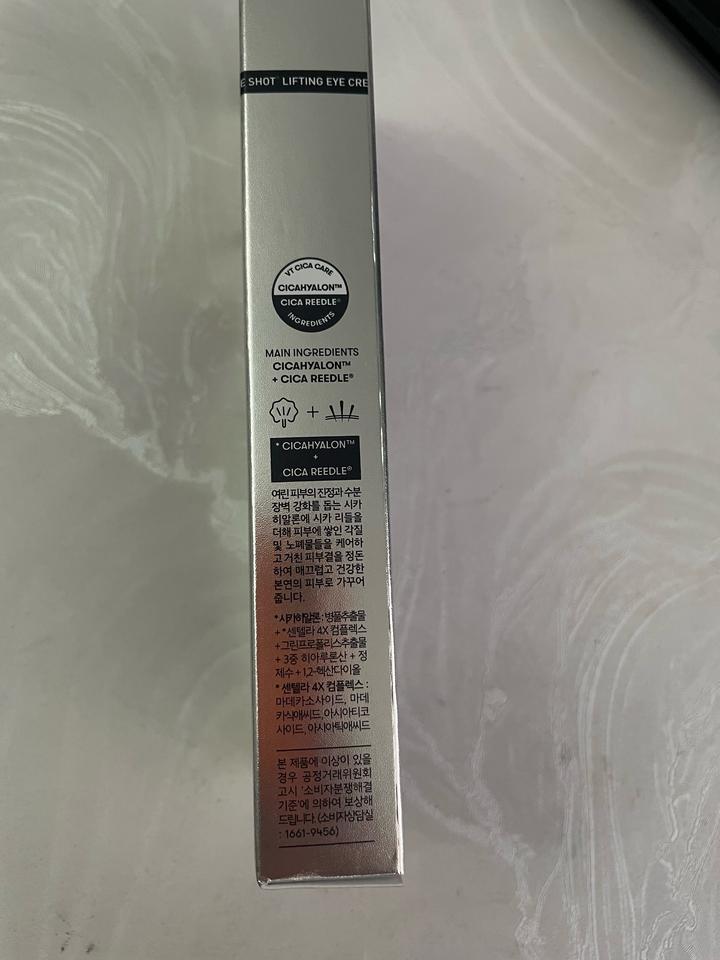 E SHOT LIFTING EYE CRE
VT CICA CARE
CICAHYALON™
CICA REEDLE®
INGREDIENTS
MAIN INGREDIENTS
CICAHYALON™
+ CICA REEDLE®
+
* CICAHYALON™
+
CICA REEDLE®
여린 피부의 진정과 수분
장벽 강화를 돕는 시카
히알론에 시카 리들을
더해 피부에 쌓인 각질
및 노폐물들을 케어하
고 거친 피부결을 정돈
하여 매끄럽고 건강한
본연의 피부로 가꾸어
줍니다.
*시카히알론 : 병풀추출물
+*센텔라 4X 컴플렉스
+그린프로폴리스추출물
+ 3중 히아루론산 + 정
제수 + 1,2-헥산다이올
* 센텔라 4X 컴플렉스 :
마데카소사이드, 마데
카식애씨드, 아시아티코
사이드, 아시아틱애씨드
본 제품에 이상이 있을
경우 공정거래위원회
고시 '소비자분쟁해결
기준'에 의하여 보상해
드립니다. (소비자상담실
: 1661-9456)